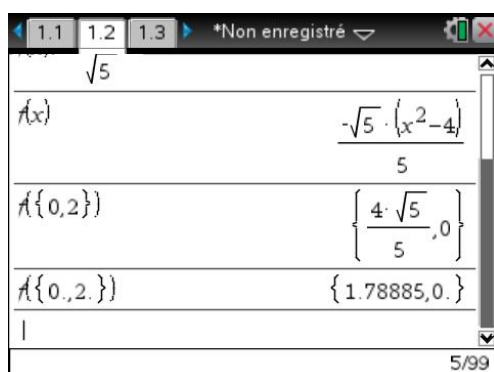 1.1 1.2 1.3 *Non enregistré
√5
f(x)
-√5·(x²-4)
5
f({0,2})
{4·√5/5,0}
f({0.,2.})
{1.78885,0.}
5/99